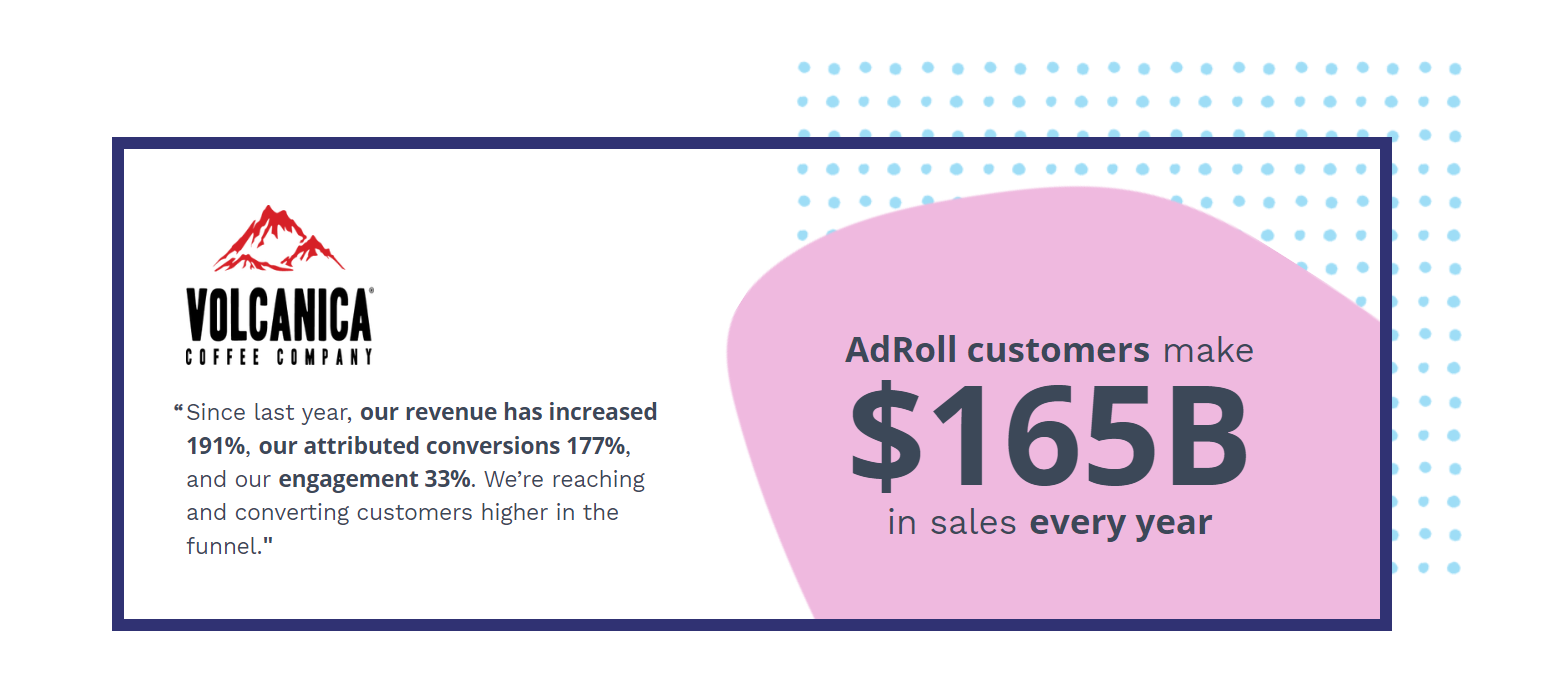 VOLCANICA®
COFFEE COMPANY
“Since last year, our revenue has increased
191%, our attributed conversions 177%,
and our engagement 33%. We’re reaching
and converting customers higher in the
funnel."
AdRoll customers make
$165B
in sales every year